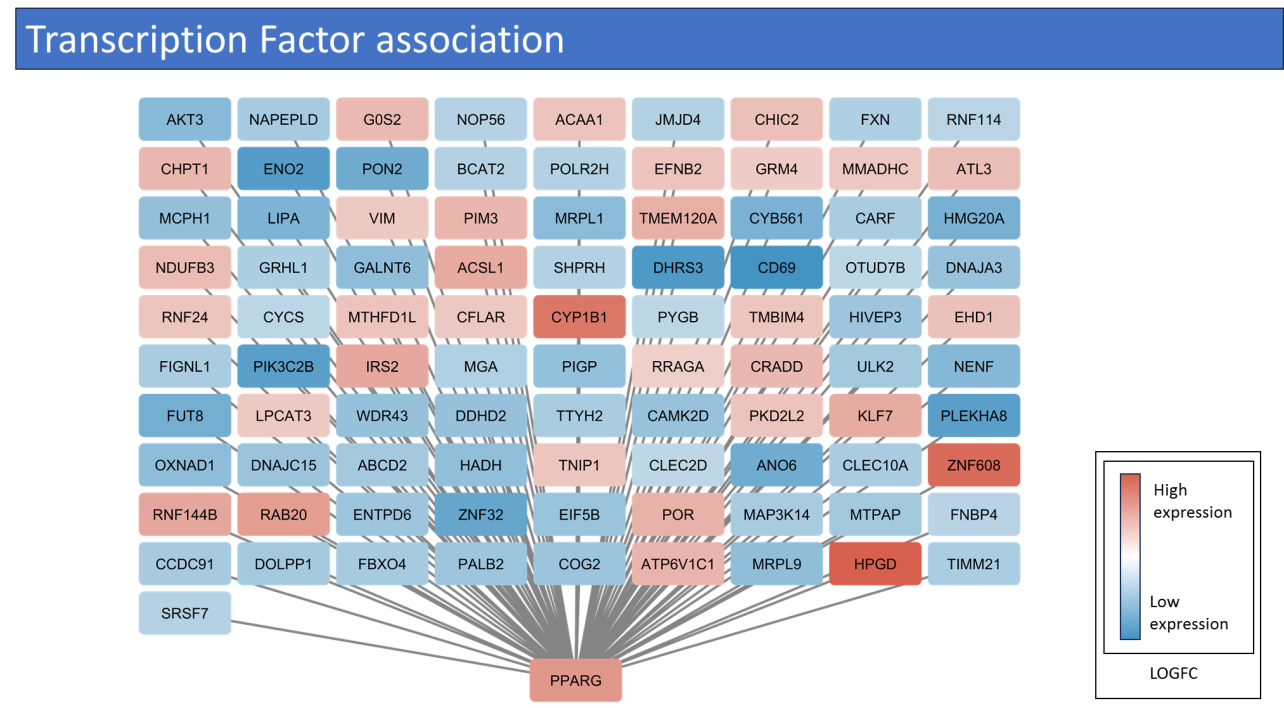 Transcription Factor association
AKT3 NAPEPLD G0S2 NOP56 ACAA1 JMJD4 CHIC2 FXN RNF114
CHPT1 ENO2 PON2 BCAT2 POLR2H EFNB2 GRM4 MMADHC ATL3
MCPH1 LIPA VIM PIM3 MRPL1 TMEM120A CYB561 CARF HMG20A
NDUFB3 GRHL1 GALNT6 ACSL1 SHPRH DHRS3 CD69 OTUD7B DNAJA3
RNF24 CYCS MTHFD1L CFLAR CYP1B1 PYGB TMBIM4 HIVEP3 EHD1
FIGNL1 PIK3C2B IRS2 MGA PIGP RRAGA CRADD ULK2 NENF
FUT8 LPCAT3 WDR43 DDHD2 TTYH2 CAMK2D PKD2L2 KLF7 PLEKHA8
OXNAD1 DNAJC15 ABCD2 HADH TNIP1 CLEC2D ANO6 CLEC10A ZNF608
RNF144B RAB20 ENTPD6 ZNF32 EIF5B POR MAP3K14 MTPAP FNBP4
CCDC91 DOLPP1 FBXO4 PALB2 COG2 ATP6V1C1 MRPL9 HPGD TIMM21
SRSF7
PPARG
High
expression
Low
expression
LOGFC